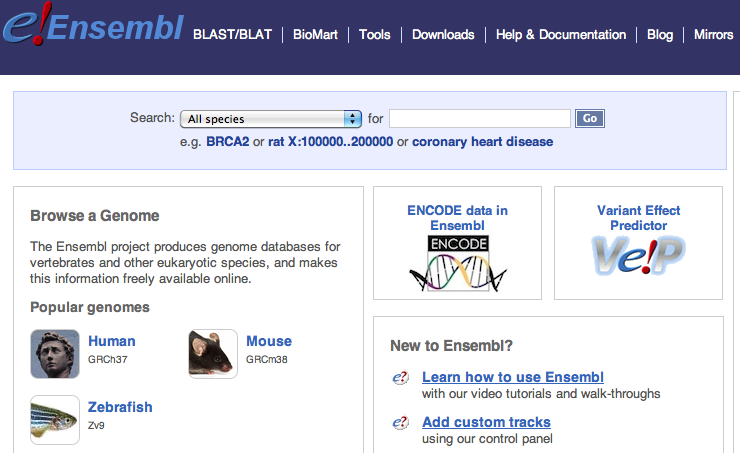 e!Ensembl
BLAST/BLAT | BioMart | Tools | Downloads | Help & Documentation | Blog | Mirrors
Search: All species for Go
e.g. BRCA2 or rat X:100000..200000 or coronary heart disease
Browse a Genome
The Ensembl project produces genome databases for
vertebrates and other eukaryotic species, and makes
this information freely available online.
Popular genomes
Human
GRCh37
Mouse
GRCm38
Zebrafish
Zv9
ENCODE data in
Ensembl
ENCODE
Variant Effect
Predictor
Ve!P
New to Ensembl?
e? Learn how to use Ensembl
with our video tutorials and walk-throughs
e? Add custom tracks
using our control panel